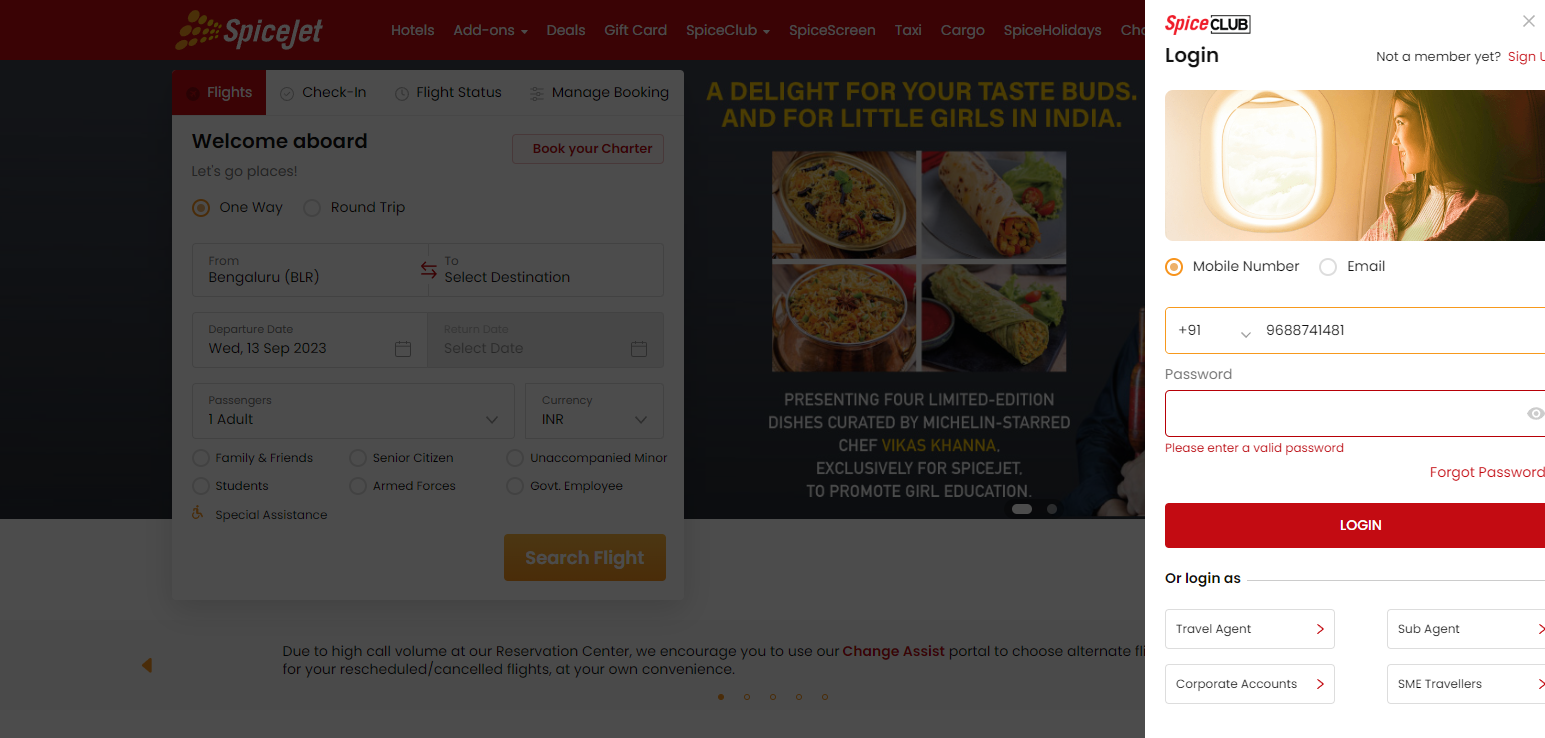 SpiceJet
Hotels Add-ons Deals Gift Card SpiceClub SpiceScreen Taxi Cargo SpiceHolidays
Flights Check-In Flight Status Manage Booking
Welcome aboard
Book your Charter
Let's go places!
One Way Round Trip
From
Bengaluru (BLR)
To
Select Destination
Departure Date
Wed, 13 Sep 2023
Return Date
Select Date
Passengers
1 Adult
Currency
INR
Family & Friends Senior Citizen Unaccompanied Minor
Students Armed Forces Govt. Employee
Special Assistance
Search Flight
A DELIGHT FOR YOUR TASTE BUDS.
AND FOR LITTLE GIRLS IN INDIA.
PRESENTING FOUR LIMITED-EDITION
DISHES CURATED BY MICHELIN-STARRED
CHEF VIKAS KHANNA,
EXCLUSIVELY FOR SPICEJET,
TO PROMOTE GIRL EDUCATION.
Due to high call volume at our Reservation Center, we encourage you to use our Change Assist portal to choose alternate
for your rescheduled/cancelled flights, at your own convenience.
SpiceCLUB
Login
Not a member yet? Sign
Mobile Number Email
+91 9688741481
Password
Please enter a valid password
Forgot Password
LOGIN
Or login as
Travel Agent Sub Agent
Corporate Accounts SME Travellers